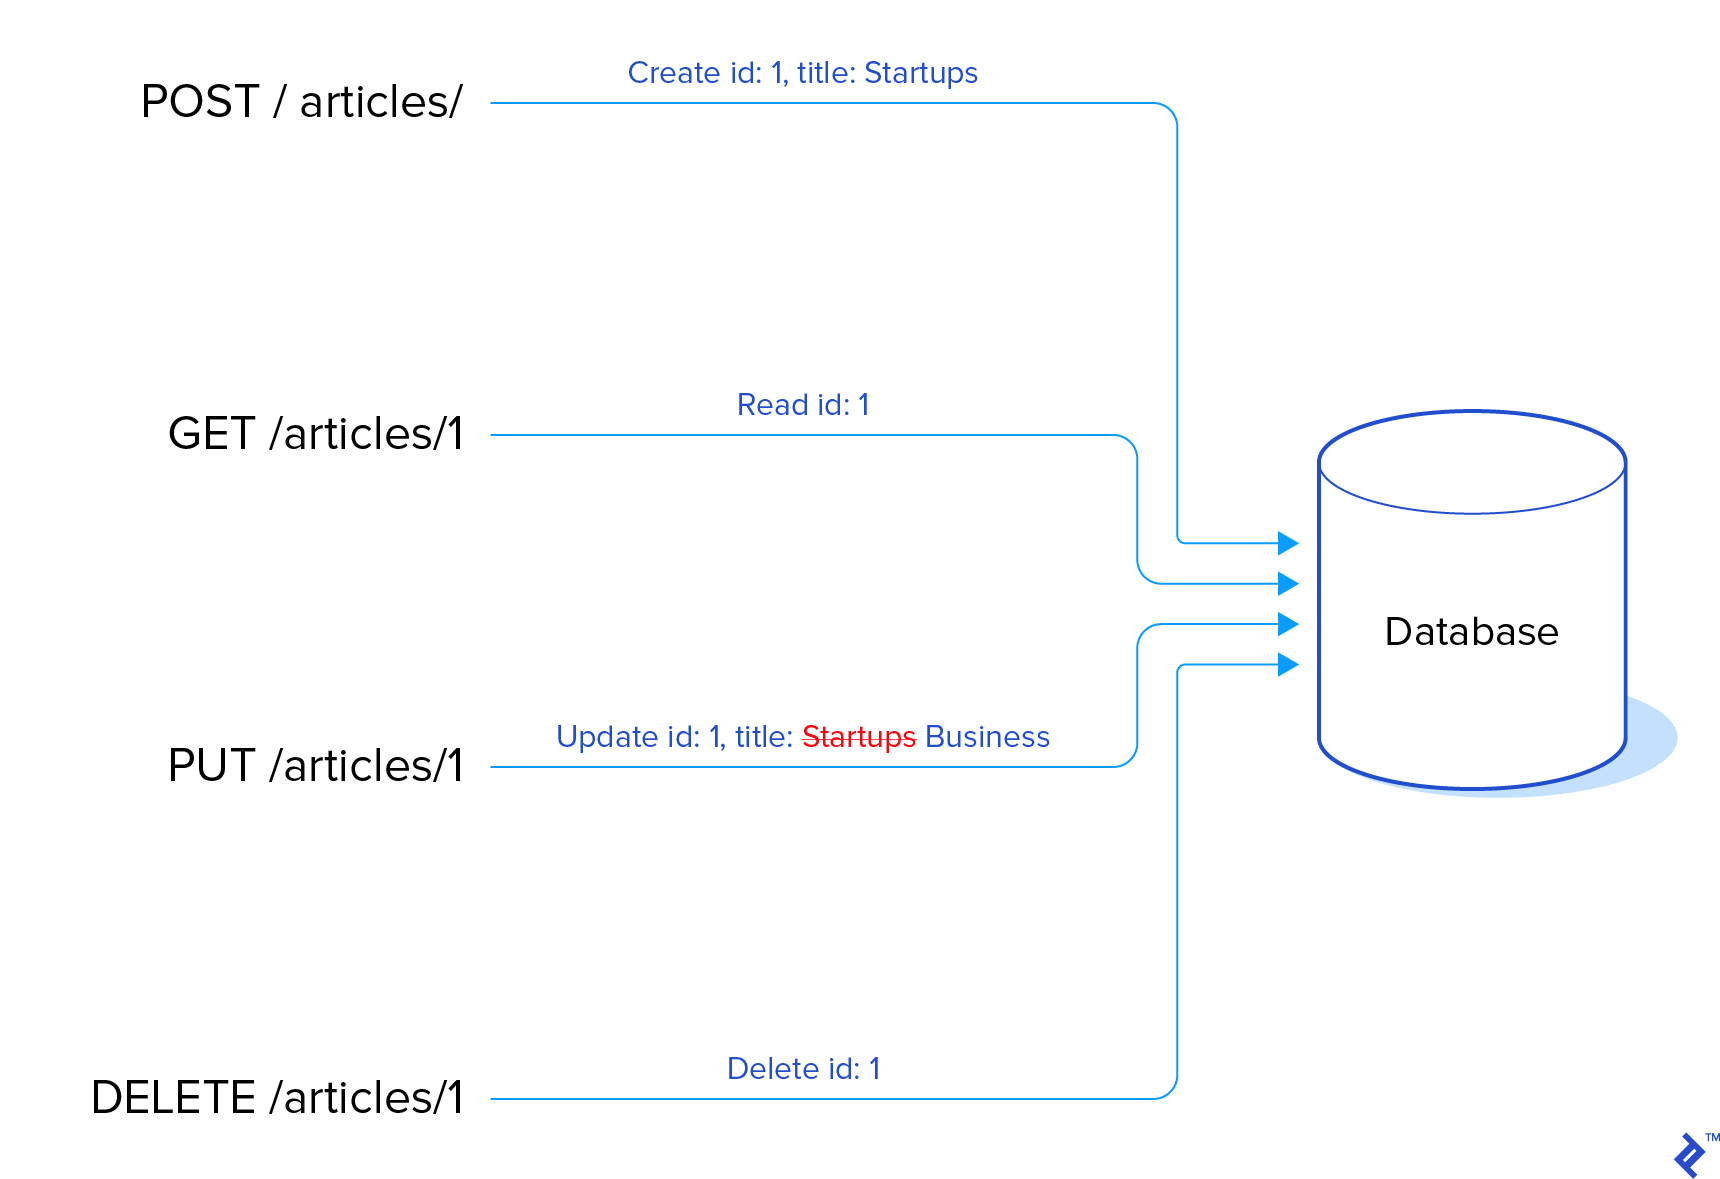 Create id: 1, title: Startups
POST / articles/
Read id: 1
GET /articles/1
Database
Update id: 1, title: Startups Business
PUT /articles/1
Delete id: 1
DELETE /articles/1
TM